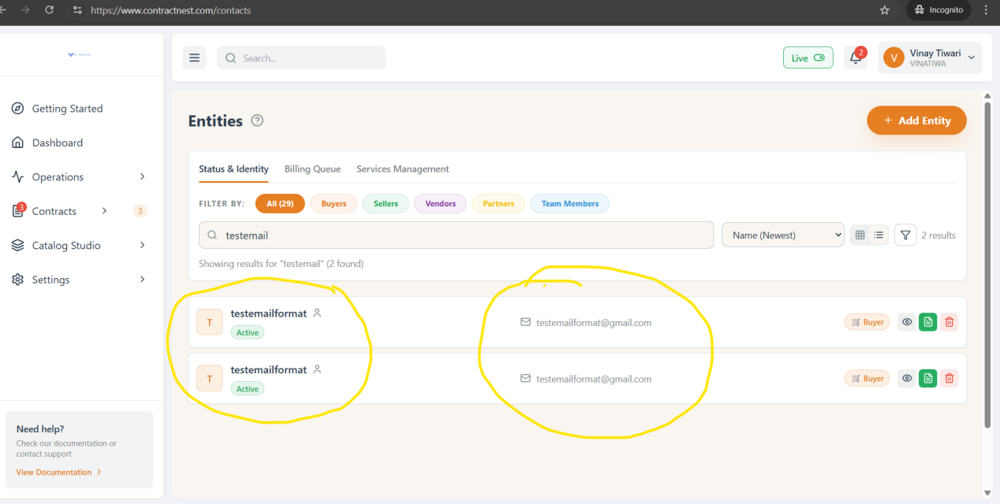 https://www.contractnest.com/contacts
Incognito
Search...
Live
2
V
Vinay Tiwari
VINATIWA
Getting Started
Dashboard
Operations
3
Contracts
3
Catalog Studio
Settings
Need help?
Check our documentation or
contact support
View Documentation
Entities
+ Add Entity
Status & Identity
Billing Queue
Services Management
FILTER BY:
All (29)
Buyers
Sellers
Vendors
Partners
Team Members
testemail
Name (Newest)
2 results
Showing results for "testemail" (2 found)
T
testemailformat
Active
testemailformat@gmail.com
Buyer
T
testemailformat
Active
testemailformat@gmail.com
Buyer